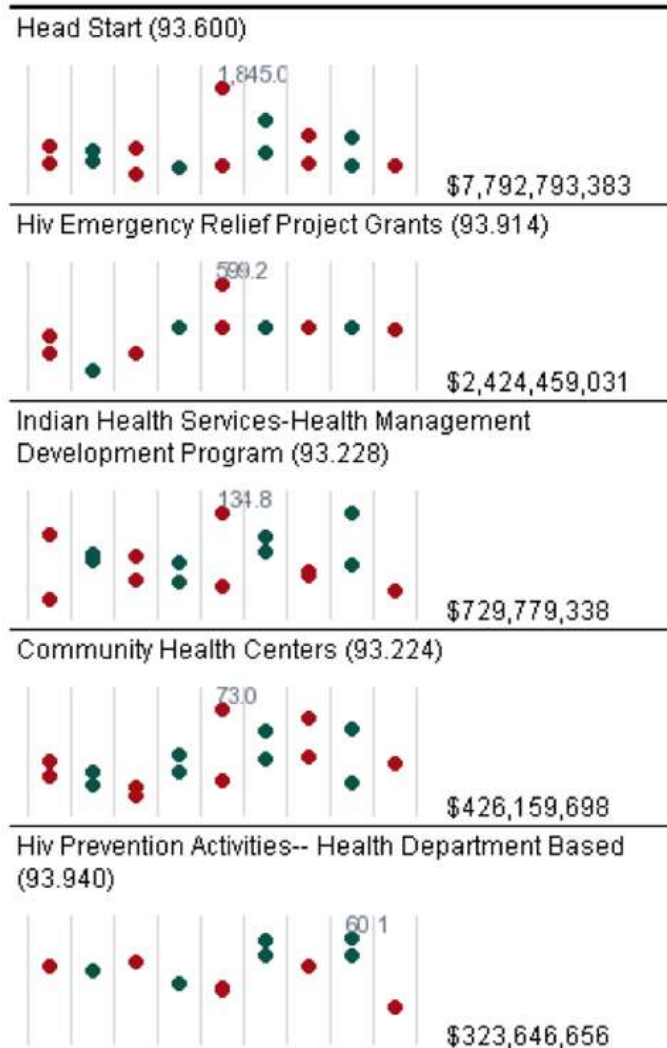 Head Start (93.600)
1,845.0
$7,792,793,383
Hiv Emergency Relief Project Grants (93.914)
599.2
$2,424,459,031
Indian Health Services-Health Management
Development Program (93.228)
134.8
$729,779,338
Community Health Centers (93.224)
73.0
$426,159,698
Hiv Prevention Activities-- Health Department Based
(93.940)
60.1
$323,646,656